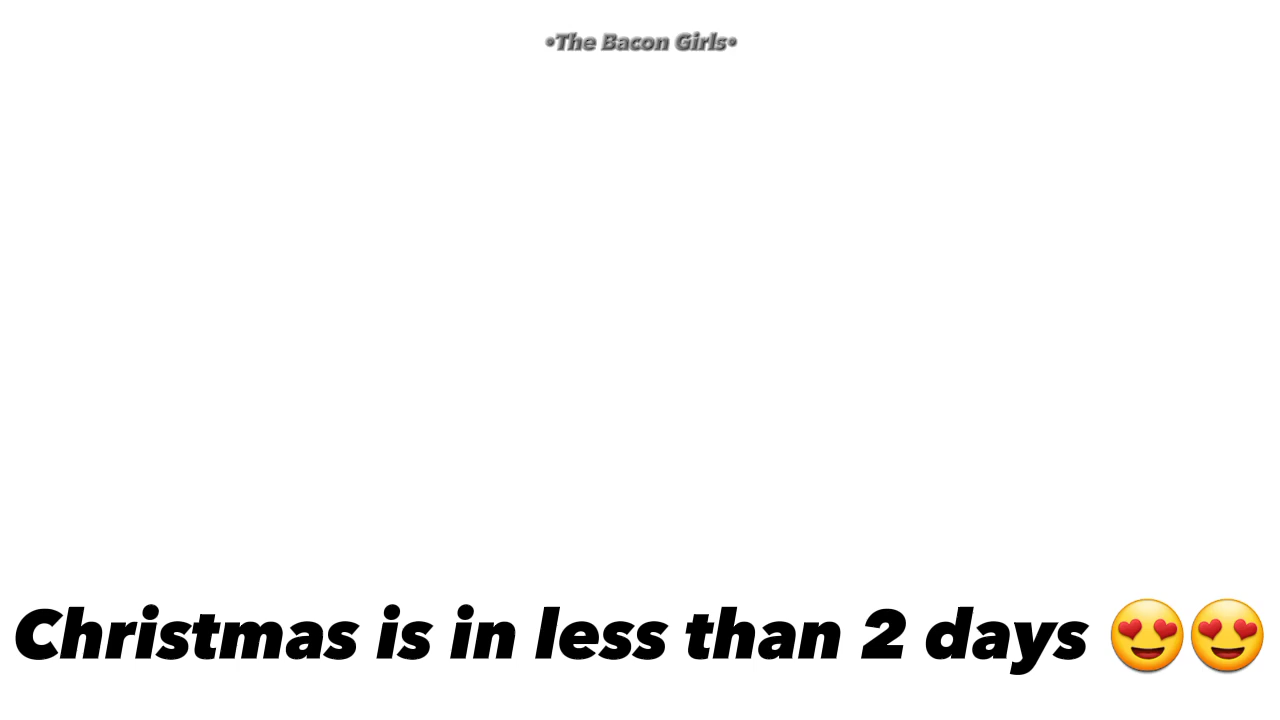 •The Bacon Girls•
Christmas is in less than 2 days 😍😍